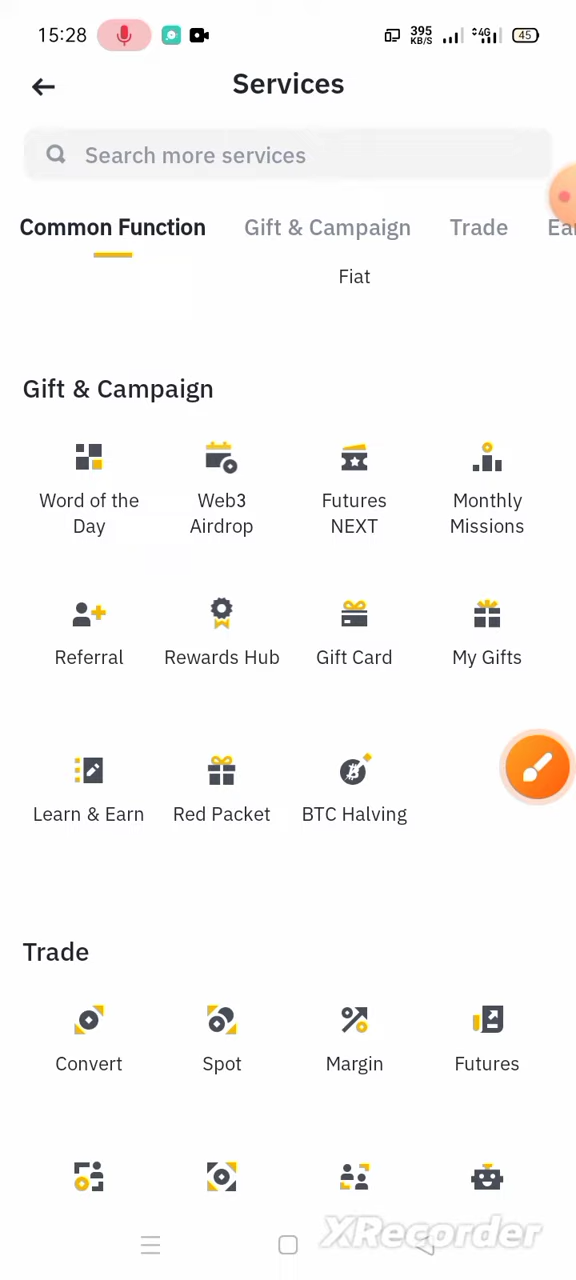 15:28
395
KB/S
4G
45
Services
Search more services
Common Function Gift & Campaign Trade Ea
Fiat
Gift & Campaign
Word of the Web3 Futures Monthly
Day Airdrop NEXT Missions
Referral Rewards Hub Gift Card My Gifts
Learn & Earn Red Packet BTC Halving
Trade
Convert Spot Margin Futures
XRecorder